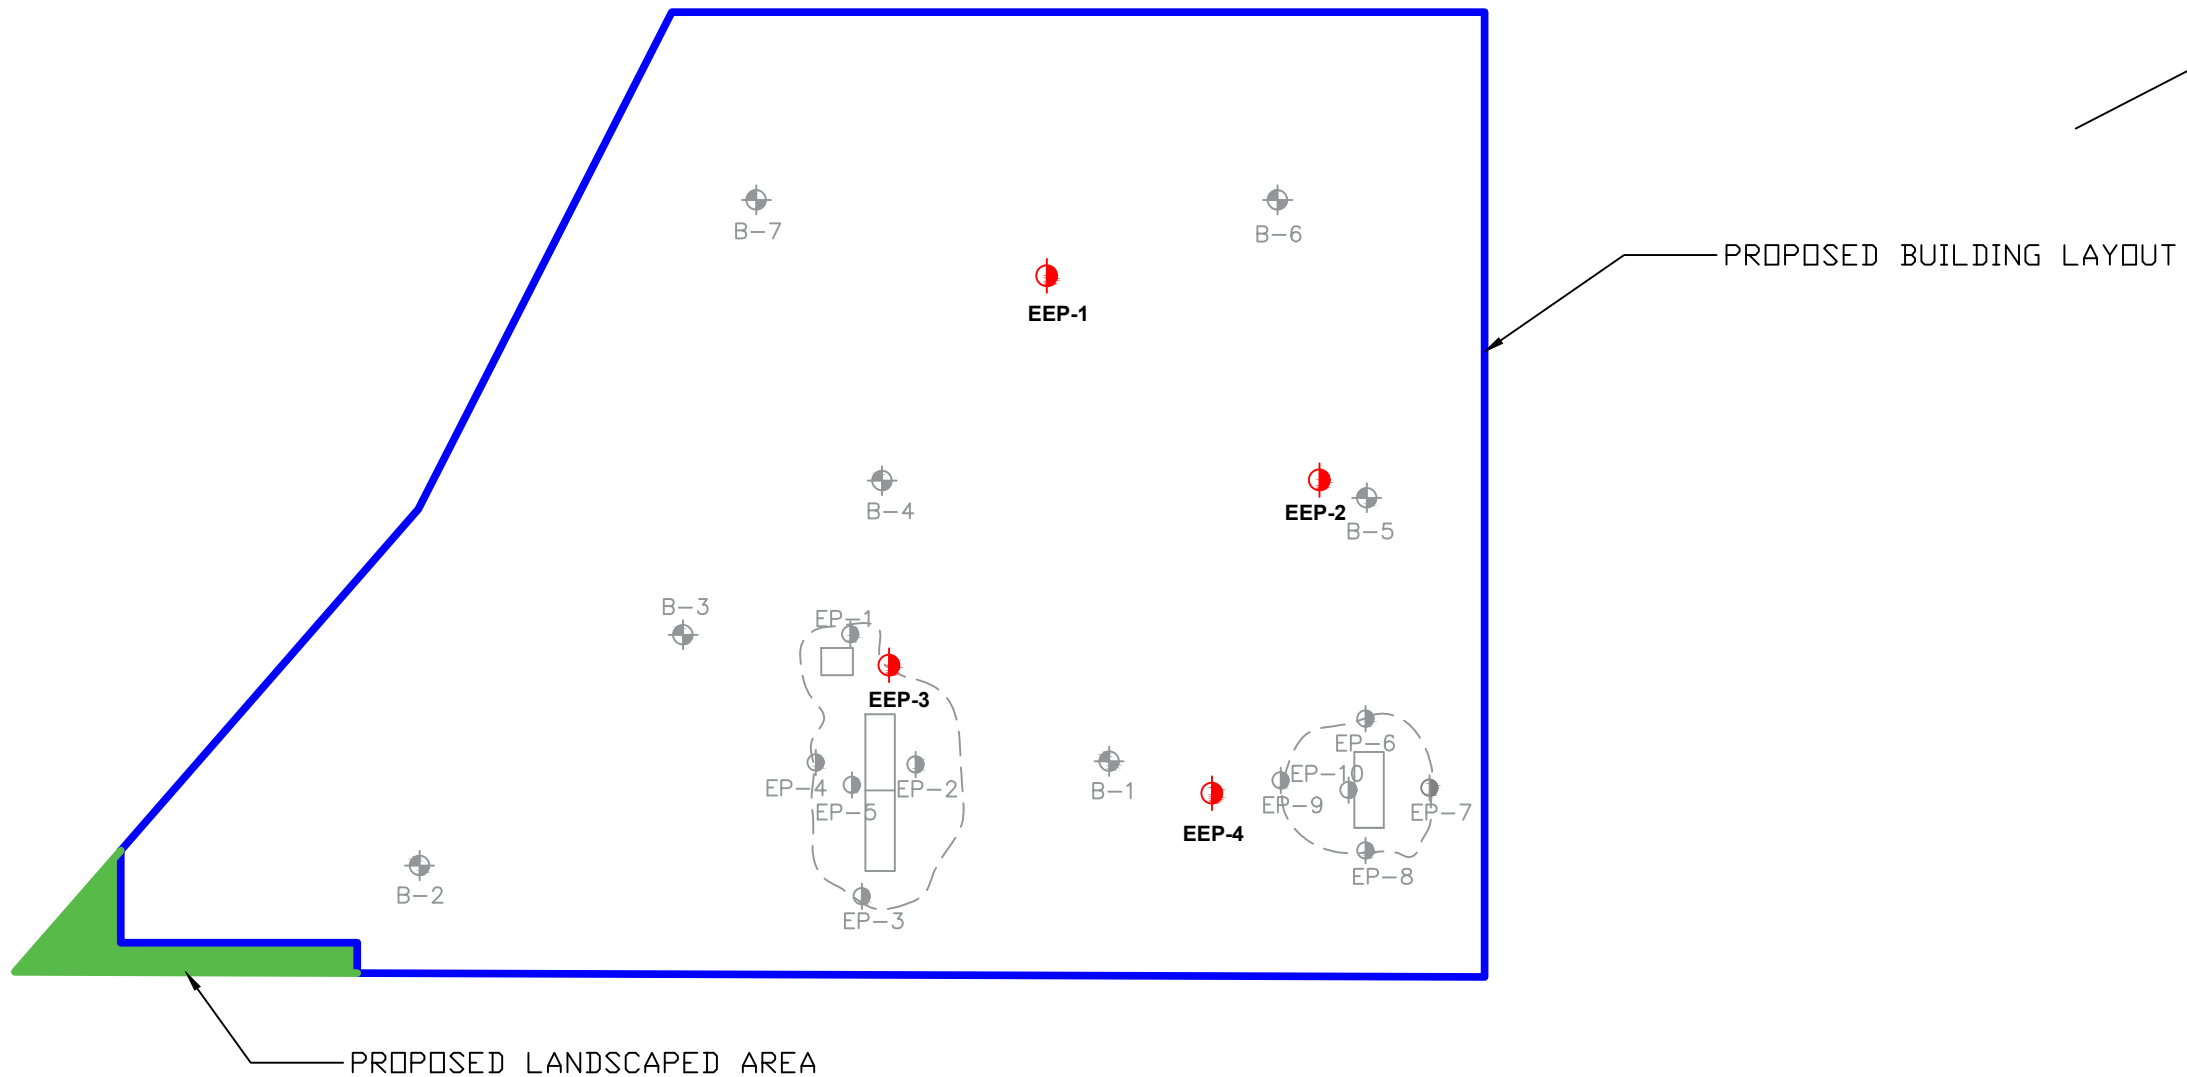 B-7
B-6
PROPOSED BUILDING LAYOUT
EEP-1
B-4
EEP-2
B-5
B-3
EP-1
EEP-3
EP-6
EP-10
EP-4
EP-2
B-1
EP-9
EP-5
EP-7
EEP-4
EP-8
B-2
EP-3
PROPOSED LANDSCAPED AREA